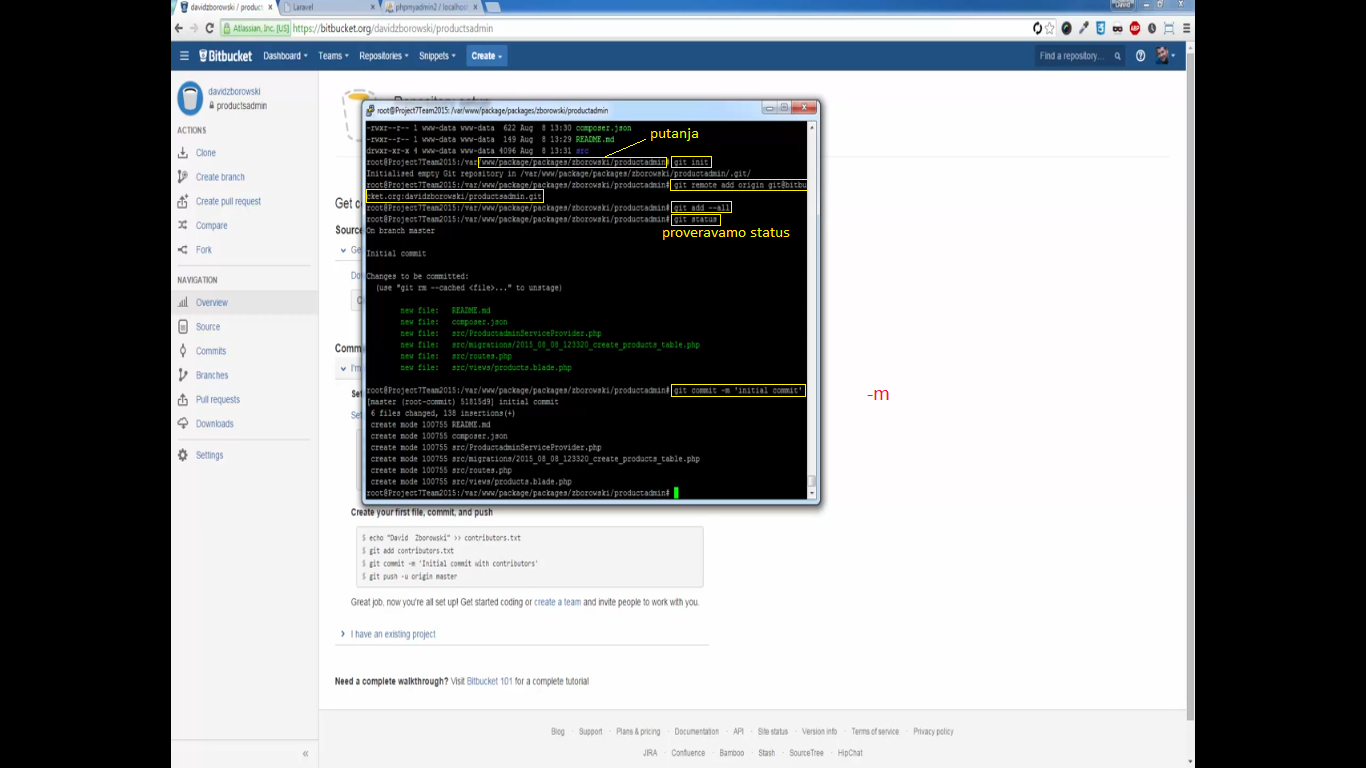 davidzborowski / product
Laravel
phpmyadmin2 / localhos
David
Atlassian, Inc. [US] https://bitbucket.org/davidzborowski/productsadmin
Bitbucket Dashboard Teams Repositories Snippets Create Find a repository...
davidzborowski
productsadmin
ACTIONS
Clone
Create branch
Create pull request
Compare
Fork
NAVIGATION
Overview
Source
Commits
Branches
Pull requests
Downloads
Settings
Repository setup
root@Project7Team2015: /var/www/package/packages/zborowski/productadmin
-rwxr--r-- 1 www-data www-data 622 Aug 8 13:30 composer.json
-rwxr--r-- 1 www-data www-data 149 Aug 8 13:29 README.md
drwxr-xr-x 4 www-data www-data 4096 Aug 8 13:31 src
putanja
root@Project7Team2015:/var/www/package/packages/zborowski/productadmin# git init
Initialised empty Git repository in /var/www/package/packages/zborowski/productadmin/.git/
root@Project7Team2015:/var/www/package/packages/zborowski/productadmin# git remote add origin git@bitbu
cket.org:davidzborowski/productsadmin.git
root@Project7Team2015:/var/www/package/packages/zborowski/productadmin# git add --all
root@Project7Team2015:/var/www/package/packages/zborowski/productadmin# git status
proveravamo status
On branch master
Initial commit
Changes to be committed:
(use "git rm --cached <file>..." to unstage)
new file: README.md
new file: composer.json
new file: src/ProductadminServiceProvider.php
new file: src/migrations/2015_08_08_123320_create_products_table.php
new file: src/routes.php
new file: src/views/products.blade.php
root@Project7Team2015:/var/www/package/packages/zborowski/productadmin# git commit -m 'initial commit'
[master (root-commit) 51815d9] initial commit
6 files changed, 138 insertions(+)
create mode 100755 README.md
create mode 100755 composer.json
create mode 100755 src/ProductadminServiceProvider.php
create mode 100755 src/migrations/2015_08_08_123320_create_products_table.php
create mode 100755 src/routes.php
create mode 100755 src/views/products.blade.php
root@Project7Team2015:/var/www/package/packages/zborowski/productadmin#
-m
Get c
Sourc
Ge
Do
Comm
I'm
Set
Set
Create your first file, commit, and push
$ echo "David Zborowski" >> contributors.txt
$ git add contributors.txt
$ git commit -m 'Initial commit with contributors'
$ git push -u origin master
Great job, now you're all set up! Get started coding or create a team and invite people to work with you.
I have an existing project
Need a complete walkthrough? Visit Bitbucket 101 for a complete tutorial
Blog · Support · Plans & pricing · Documentation · API · Site status · Version info · Terms of service · Privacy policy
JIRA · Confluence · Bamboo · Stash · SourceTree · HipChat